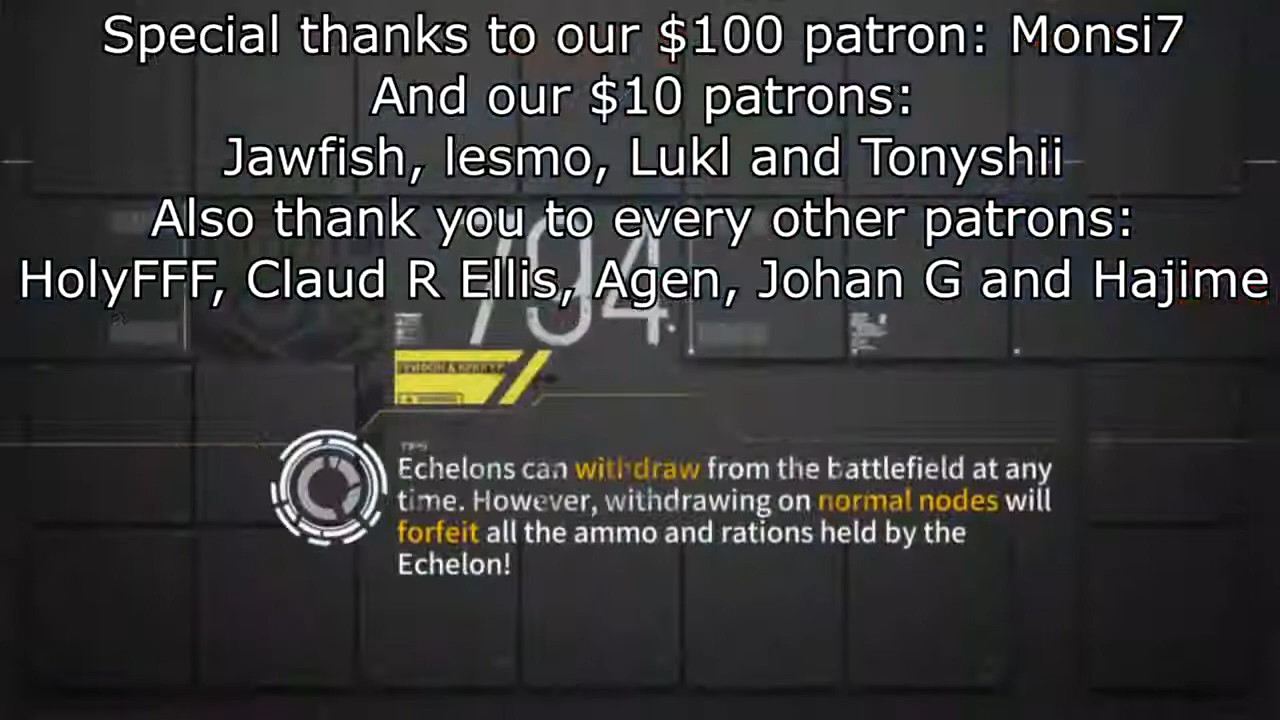 Special thanks to our $100 patron: Monsi7
And our $10 patrons:
Jawfish, lesmo, Lukl and Tonyshii
Also thank you to every other patrons:
HolyFFF, Claud R Ellis, Agen, Johan G and Hajime
794
TIPS
Echelons can withdraw from the battlefield at any
time. However, withdrawing on normal nodes will
forfeit all the ammo and rations held by the
Echelon!